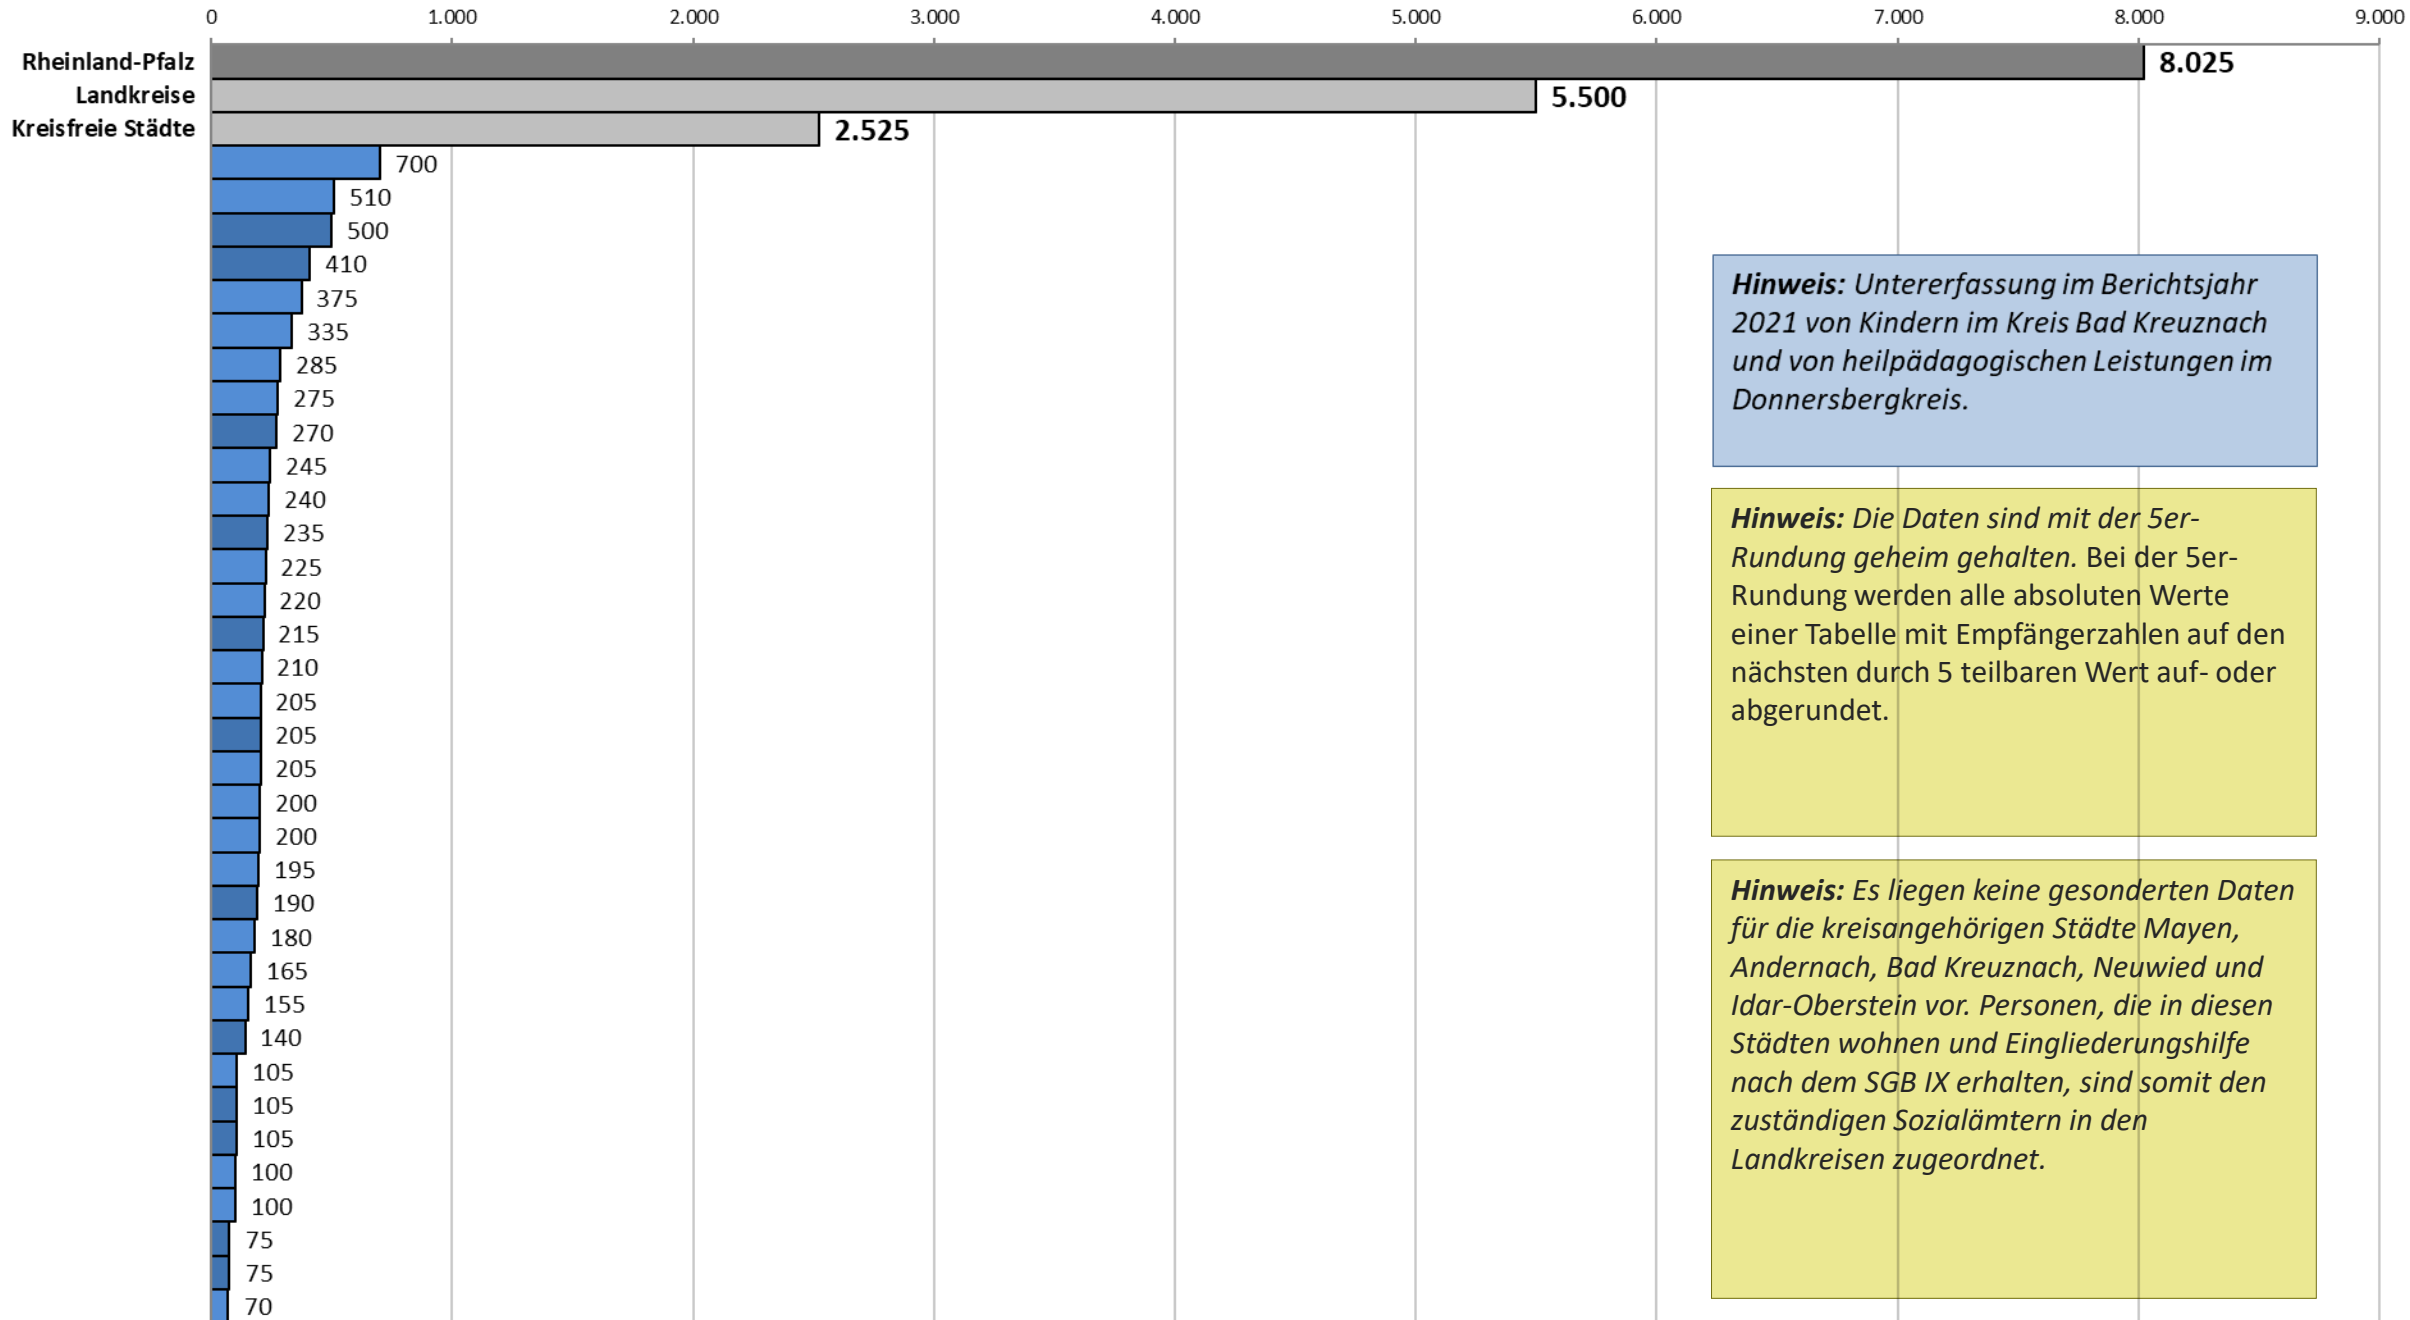 0 1.000 2.000 3.000 4.000 5.000 6.000 7.000 8.000 9.000
Rheinland-Pfalz 8.025
Landkreise 5.500
Kreisfreie Städte 2.525
700
510
500
410
375
335
285
275
270
245
240
235
225
220
215
210
205
205
205
200
200
195
190
180
165
155
140
105
105
105
100
100
75
75
70
Hinweis: Untererfassung im Berichtsjahr
2021 von Kindern im Kreis Bad Kreuznach
und von heilpädagogischen Leistungen im
Donnersbergkreis.
Hinweis: Die Daten sind mit der 5er-
Rundung geheim gehalten. Bei der 5er-
Rundung werden alle absoluten Werte
einer Tabelle mit Empfängerzahlen auf den
nächsten durch 5 teilbaren Wert auf- oder
abgerundet.
Hinweis: Es liegen keine gesonderten Daten
für die kreisangehörigen Städte Mayen,
Andernach, Bad Kreuznach, Neuwied und
Idar-Oberstein vor. Personen, die in diesen
Städten wohnen und Eingliederungshilfe
nach dem SGB IX erhalten, sind somit den
zuständigen Sozialämtern in den
Landkreisen zugeordnet.